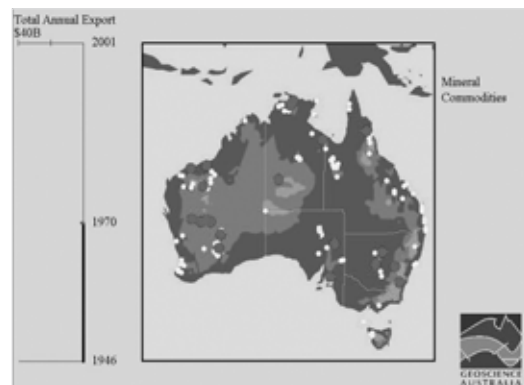 Total Annual Export
$40B
2001
Mineral
Commodities
1970
1946
GEOSCIENCE
AUSTRALIA